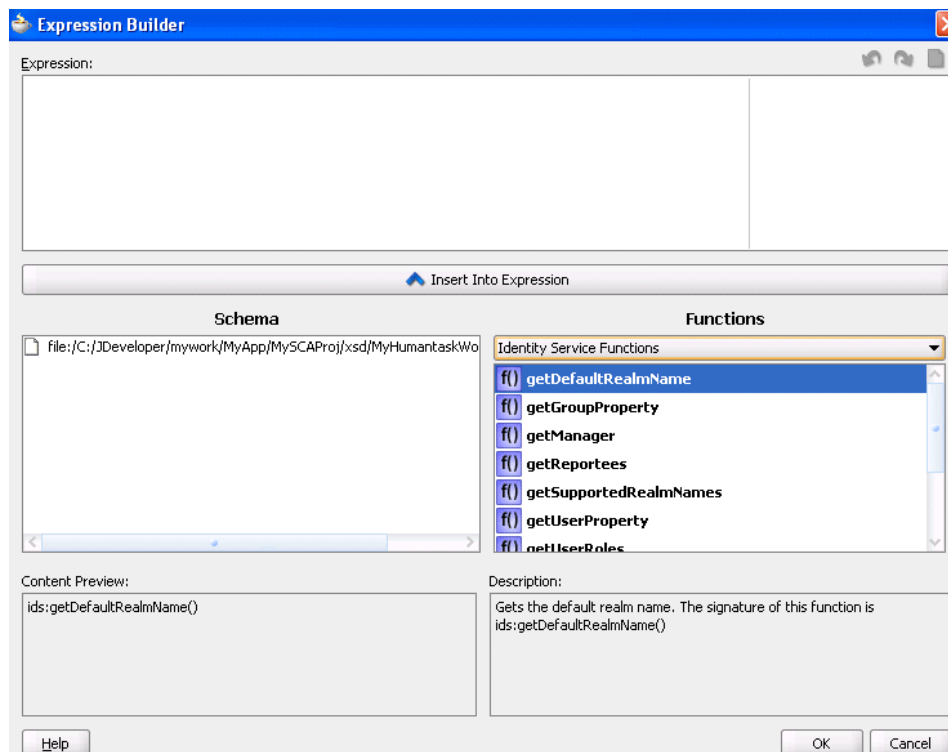 Expression Builder
Expression:
Insert Into Expression
Schema
Functions
file:/C:/JDeveloper/mywork/MyApp/MySCAProj/xsd/MyHumantaskWo
Identity Service Functions
f() getDefaultRealmName
f() getGroupProperty
f() getManager
f() getReportees
f() getSupportedRealmNames
f() getUserProperty
f() getUserRoles
Content Preview:
ids:getDefaultRealmName()
Description:
Gets the default realm name. The signature of this function is
ids:getDefaultRealmName()
Help
OK
Cancel